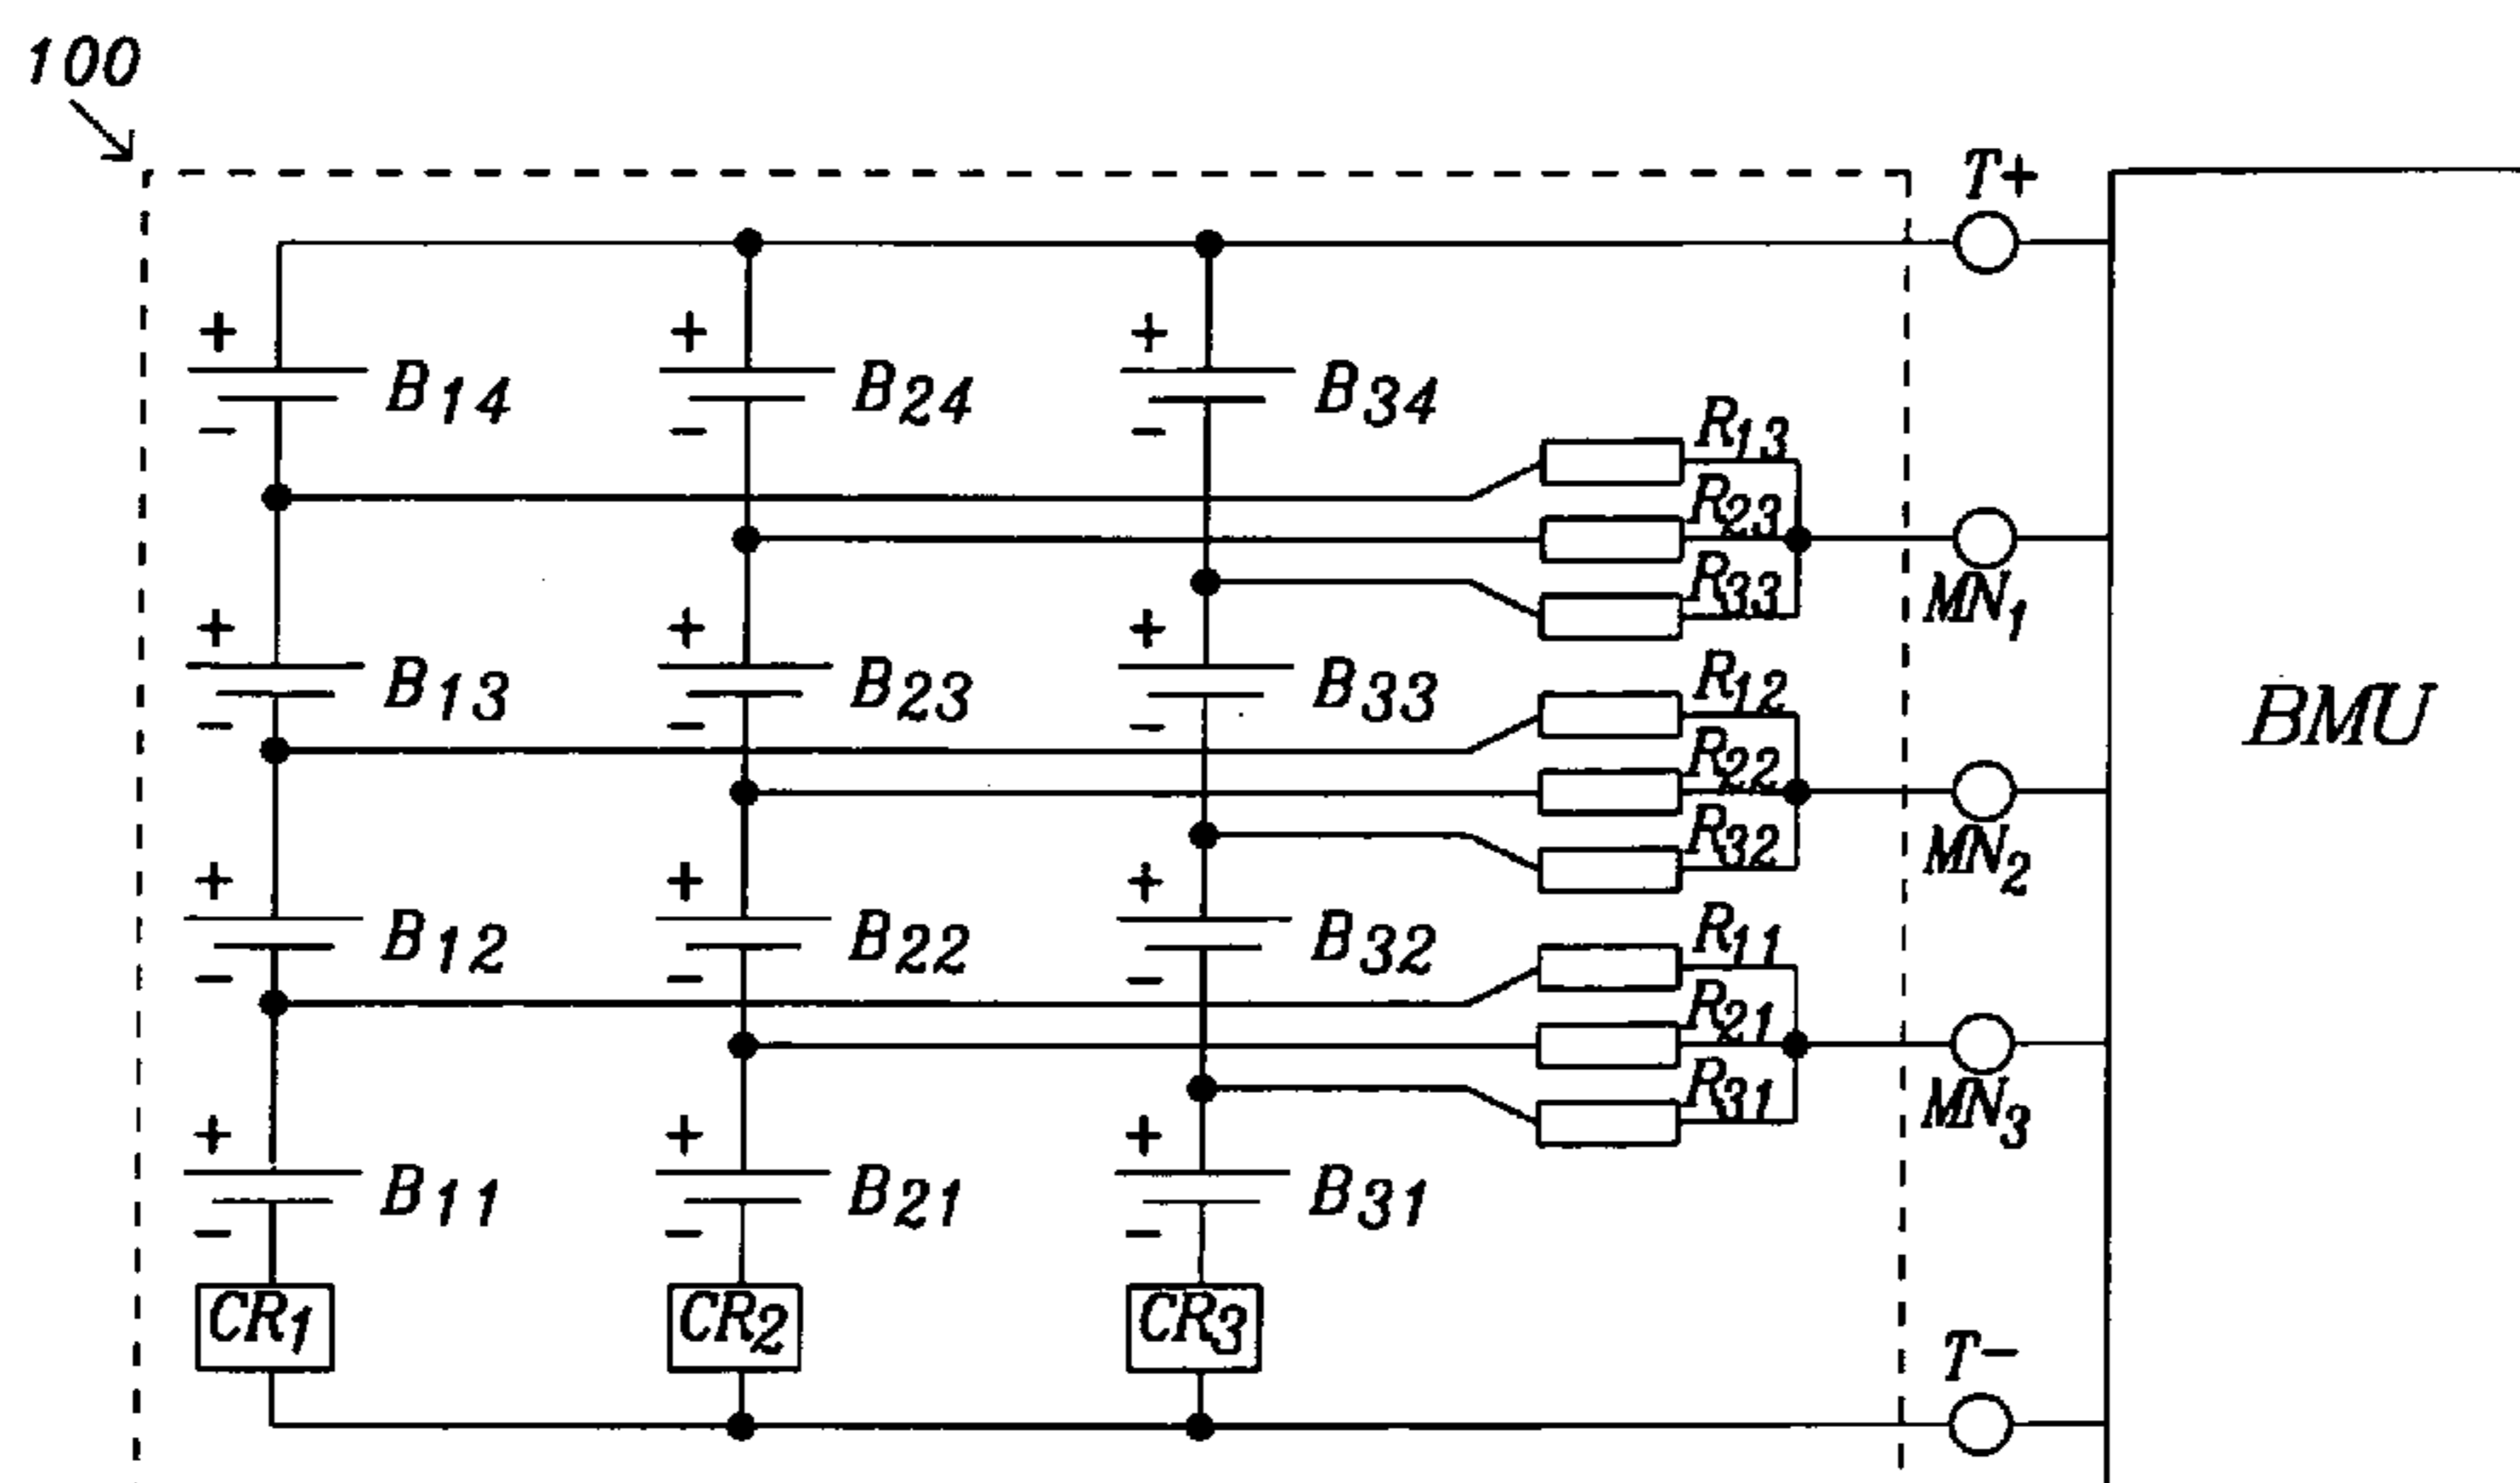 100
T+
+ + +
B14 B24 B34
- - -
R13
R23
R33
MN1
+ + +
B13 B23 B33
- - -
R12
R22
R32
MN2
BMU
+ + +
B12 B22 B32
- - -
R11
R21
R31
MN3
+ + +
B11 B21 B31
- - -
CR1 CR2 CR3
T-